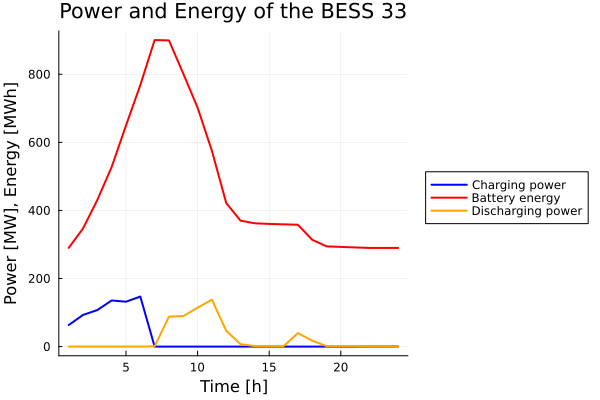 Power and Energy of the BESS 33
Power [MW], Energy [MWh]
800
600
400
200
0
5 10 15 20
Time [h]
Charging power
Battery energy
Discharging power